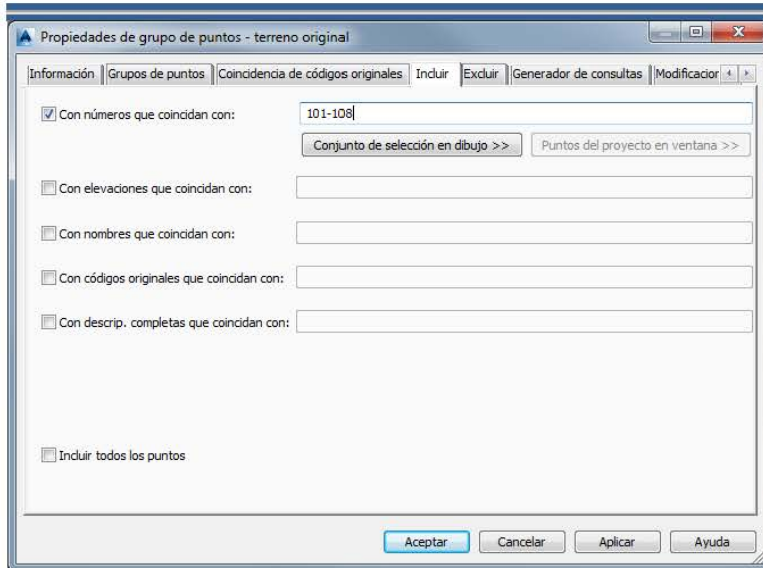 Propiedades de grupo de puntos - terreno original
Información Grupos de puntos Coincidencia de códigos originales Incluir Excluir Generador de consultas Modificacior
Con números que coincidan con: 101-108
Conjunto de selección en dibujo >> Puntos del proyecto en ventana >>
Con elevaciones que coincidan con:
Con nombres que coincidan con:
Con códigos originales que coincidan con:
Con descrip. completas que coincidan con:
Incluir todos los puntos
Aceptar Cancelar Aplicar Ayuda